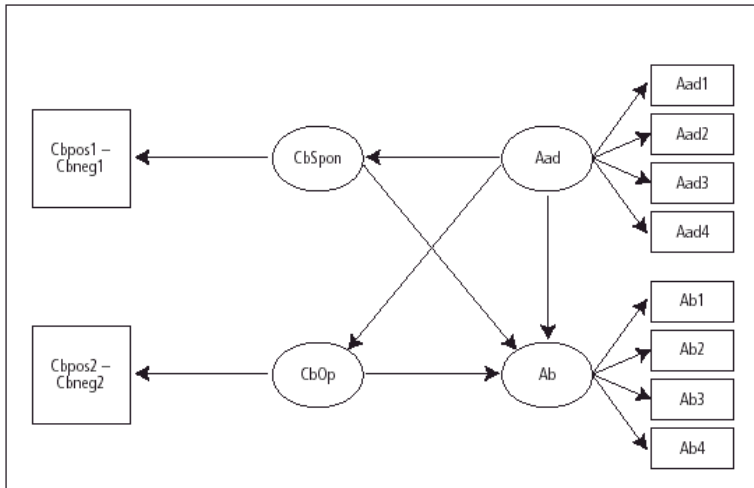 Aad1
Cbpos1 –
Cbneg1
CbSpon
Aad
Aad2
Aad3
Aad4
Ab1
Cbpos2 –
Cbneg2
CbOp
Ab
Ab2
Ab3
Ab4